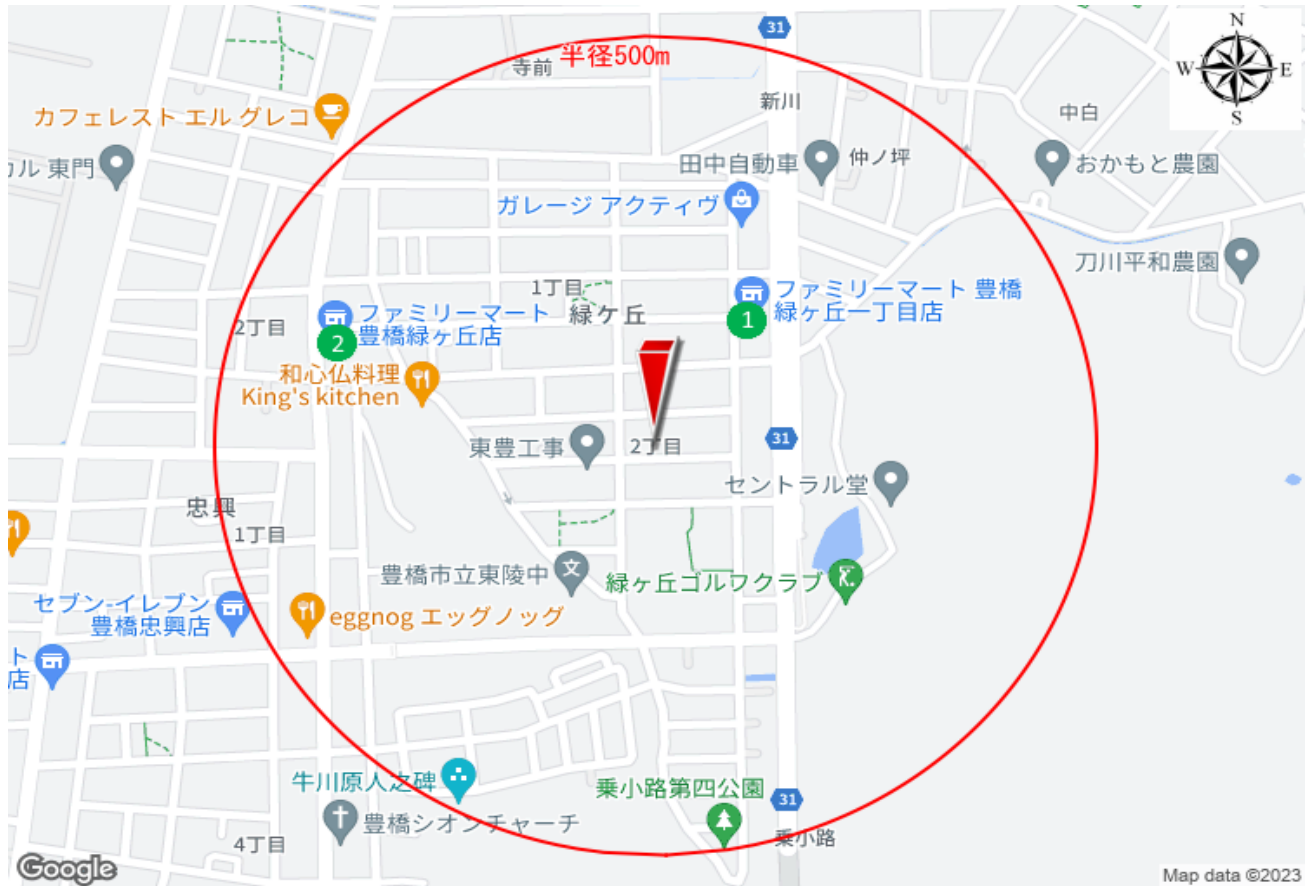 31
N
W
E
S
半径500m
寺前
新川
中白
カフェレスト エル グレコ
カル 東門
田中自動車
仲ノ坪
おかもと農園
ガレージ アクティヴ
刀川平和農園
1丁目
緑ケ丘
ファミリーマート 豊橋
緑ヶ丘一丁目店
1
2丁目
ファミリーマート
豊橋緑ヶ丘店
2
和心仏料理
King's kitchen
東豊工事
2丁目
31
セントラル堂
忠興
1丁目
豊橋市立東陵中
緑ヶ丘ゴルフクラブ
セブン-イレブン
豊橋忠興店
eggnog エッグノッグ
ト
店
牛川原人之碑
乗小路第四公園
31
豊橋シオンチャーチ
乗小路
4丁目
Google
Map data ©2023